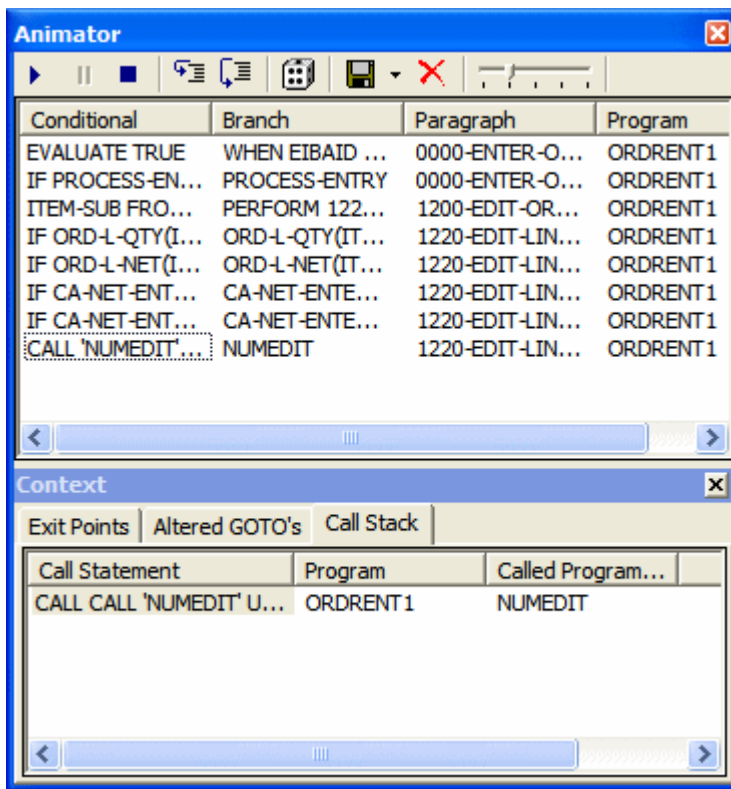 Animator
Conditional Branch Paragraph Program
EVALUATE TRUE WHEN EIBAID ... 0000-ENTER-O... ORDRENT1
IF PROCESS-EN... PROCESS-ENTRY 0000-ENTER-O... ORDRENT1
ITEM-SUB FRO... PERFORM 122... 1200-EDIT-OR... ORDRENT1
IF ORD-L-QTY(I... ORD-L-QTY(IT... 1220-EDIT-LIN... ORDRENT1
IF ORD-L-NET(I... ORD-L-NET(IT... 1220-EDIT-LIN... ORDRENT1
IF CA-NET-ENT... CA-NET-ENTE... 1220-EDIT-LIN... ORDRENT1
IF CA-NET-ENT... CA-NET-ENTE... 1220-EDIT-LIN... ORDRENT1
CALL 'NUMEDIT'... NUMEDIT 1220-EDIT-LIN... ORDRENT1
Context
Exit Points Altered GOTO's Call Stack
Call Statement Program Called Program...
CALL CALL 'NUMEDIT' U... ORDRENT1 NUMEDIT